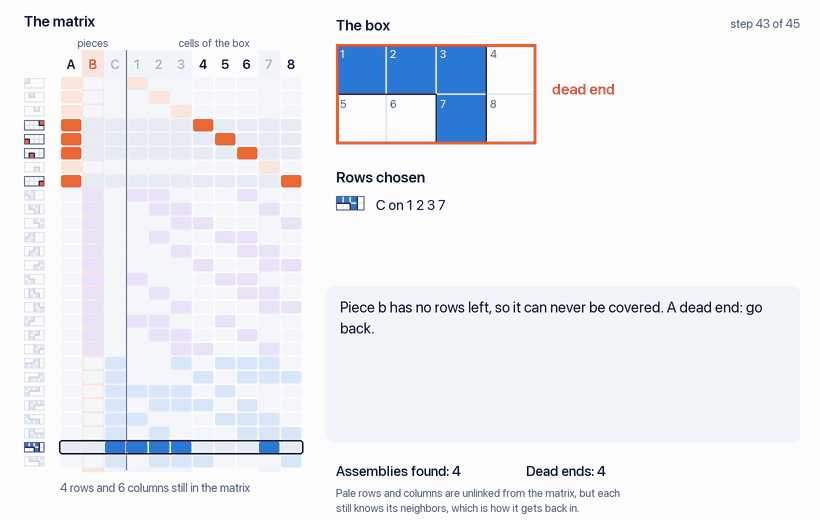 The matrix
pieces
cells of the box
A B C 1 2 3 4 5 6 7 8
4 rows and 6 columns still in the matrix
The box
step 43 of 45
1 2 3 4
5 6 7 8
dead end
Rows chosen
C on 1 2 3 7
Piece b has no rows left, so it can never be covered. A dead end: go
back.
Assemblies found: 4
Dead ends: 4
Pale rows and columns are unlinked from the matrix, but each
still knows its neighbors, which is how it gets back in.